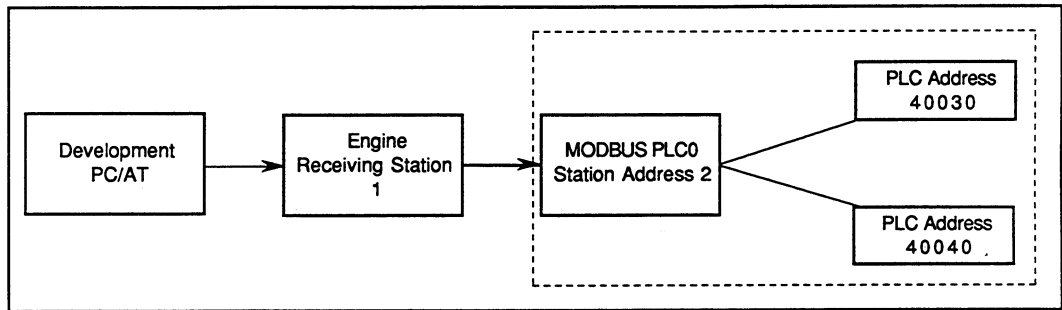 Development
PC/AT
Engine
Receiving Station
1
MODBUS PLC0
Station Address 2
PLC Address
40030
PLC Address
40040